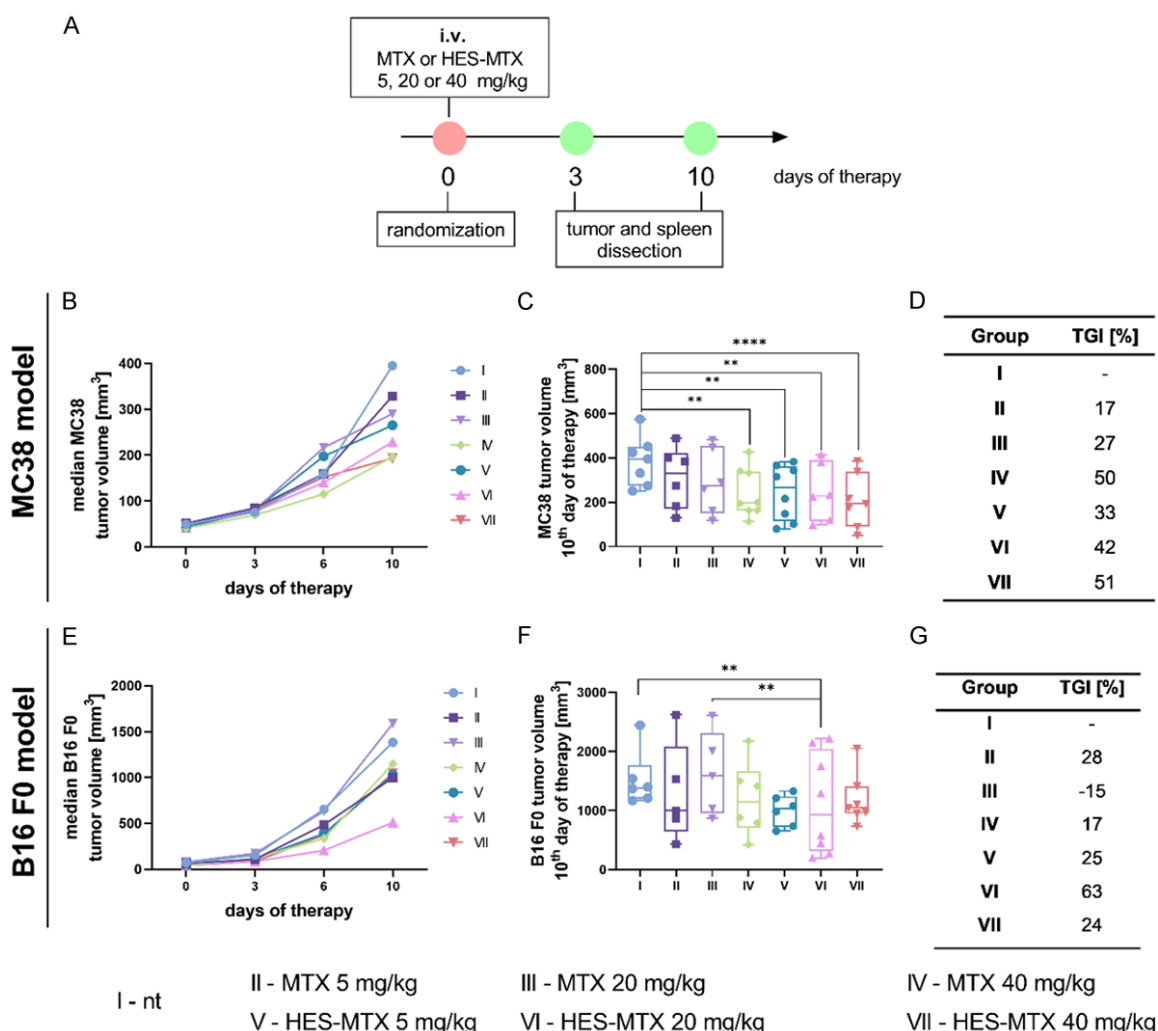 A
i.v.
MTX or HES-MTX
5, 20 or 40 mg/kg
0
3
10
days of therapy
randomization
tumor and spleen
dissection
MC38 model
B
median MC38
tumor volume [mm³]
400
300
200
100
0
0 3 6 10
days of therapy
I
II
III
IV
V
VI
VII
C
MC38 tumor volume
10th day of therapy [mm³]
800
600
400
200
0
****
**
**
**
I II III IV V VI VII
D
Group TGI [%]
I -
II 17
III 27
IV 50
V 33
VI 42
VII 51
B16 F0 model
E
median B16 F0
tumor volume [mm³]
2000
1500
1000
500
0
0 3 6 10
days of therapy
I
II
III
IV
V
VI
VII
F
B16 F0 tumor volume
10th day of therapy [mm³]
3000
2000
1000
0
**
**
I II III IV V VI VII
G
Group TGI [%]
I -
II 28
III -15
IV 17
V 25
VI 63
VII 24
I - nt
II - MTX 5 mg/kg
III - MTX 20 mg/kg
IV - MTX 40 mg/kg
V - HES-MTX 5 mg/kg
VI - HES-MTX 20 mg/kg
VII - HES-MTX 40 mg/kg